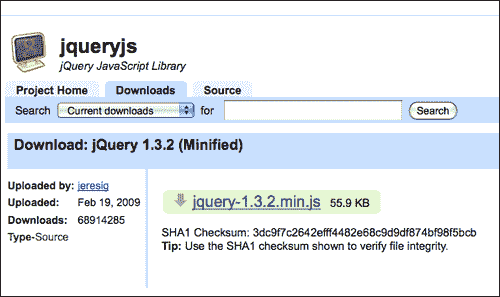 jqueryjs
jQuery JavaScript Library
Project Home Downloads Source
Search Current downloads for Search
Download: jQuery 1.3.2 (Minified)
Uploaded by: jeresig
Uploaded: Feb 19, 2009
Downloads: 68914285
Type-Source
jquery-1.3.2.min.js 55.9 KB
SHA1 Checksum: 3dc9f7c2642efff4482e68c9d9df874bf98f5bcb
Tip: Use the SHA1 checksum shown to verify file integrity.